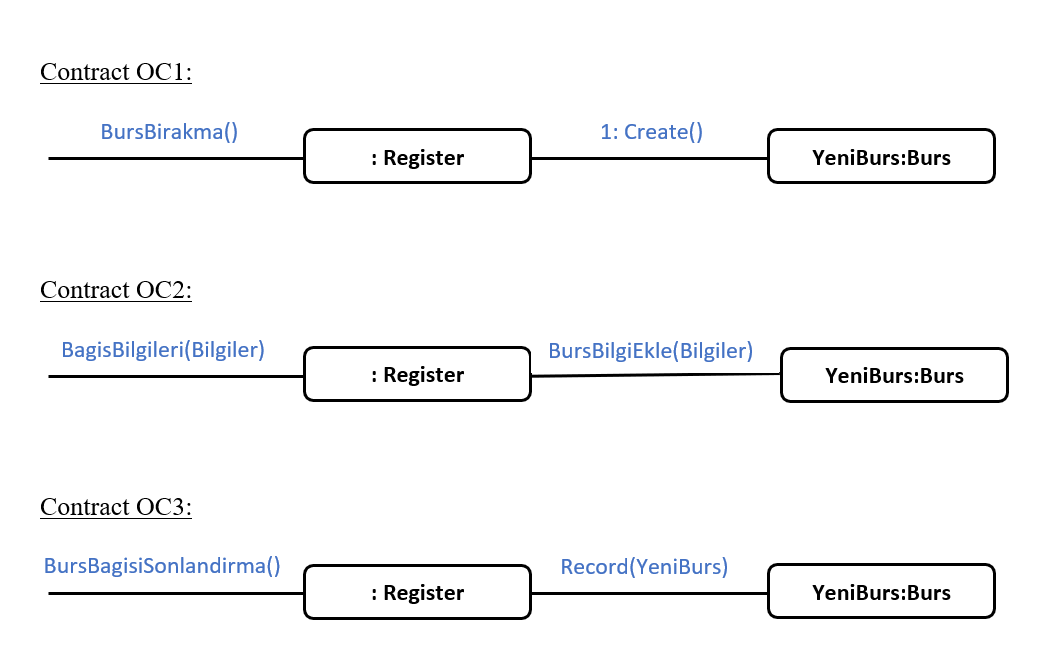 Contract OC1:
BursBirakma()
: Register
1: Create()
YeniBurs:Burs
Contract OC2:
BagisBilgileri(Bilgiler)
: Register
BursBilgiEkle(Bilgiler)
YeniBurs:Burs
Contract OC3:
BursBagisiSonlandirma()
: Register
Record(YeniBurs)
YeniBurs:Burs